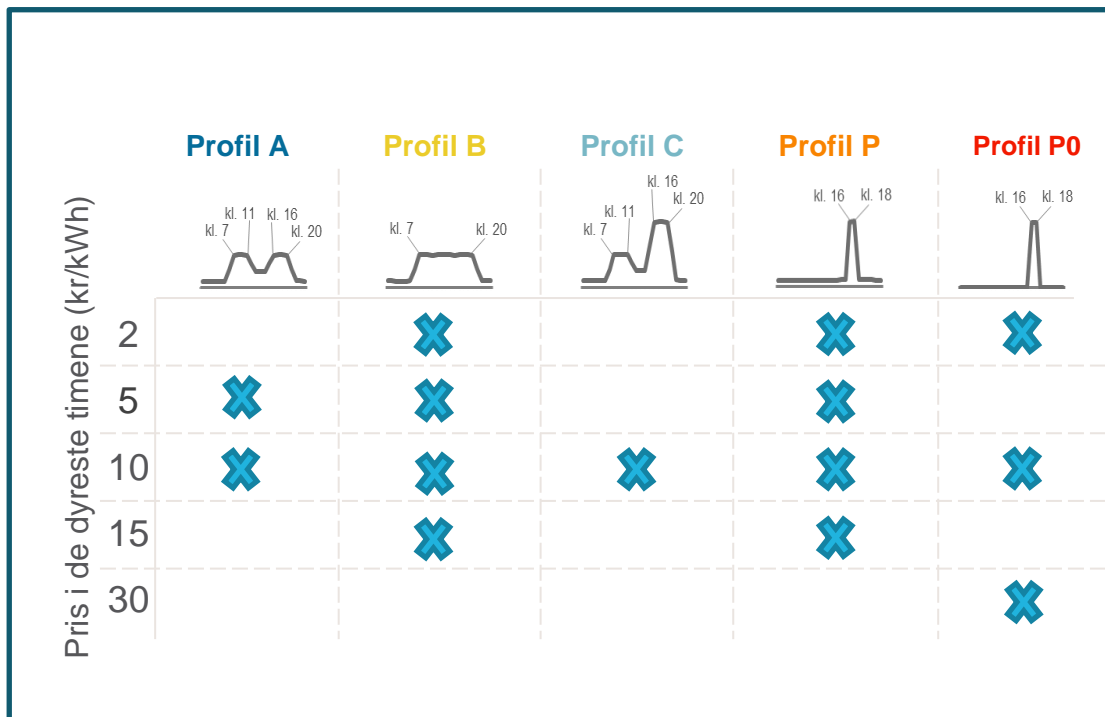 Profil A Profil B Profil C Profil P Profil P0
kl. 7 kl. 11 kl. 16 kl. 20
kl. 7 kl. 20
kl. 7 kl. 11 kl. 16 kl. 20
kl. 16 kl. 18
kl. 16 kl. 18
Pris i de dyreste timene (kr/kWh)
2
5
10
15
30